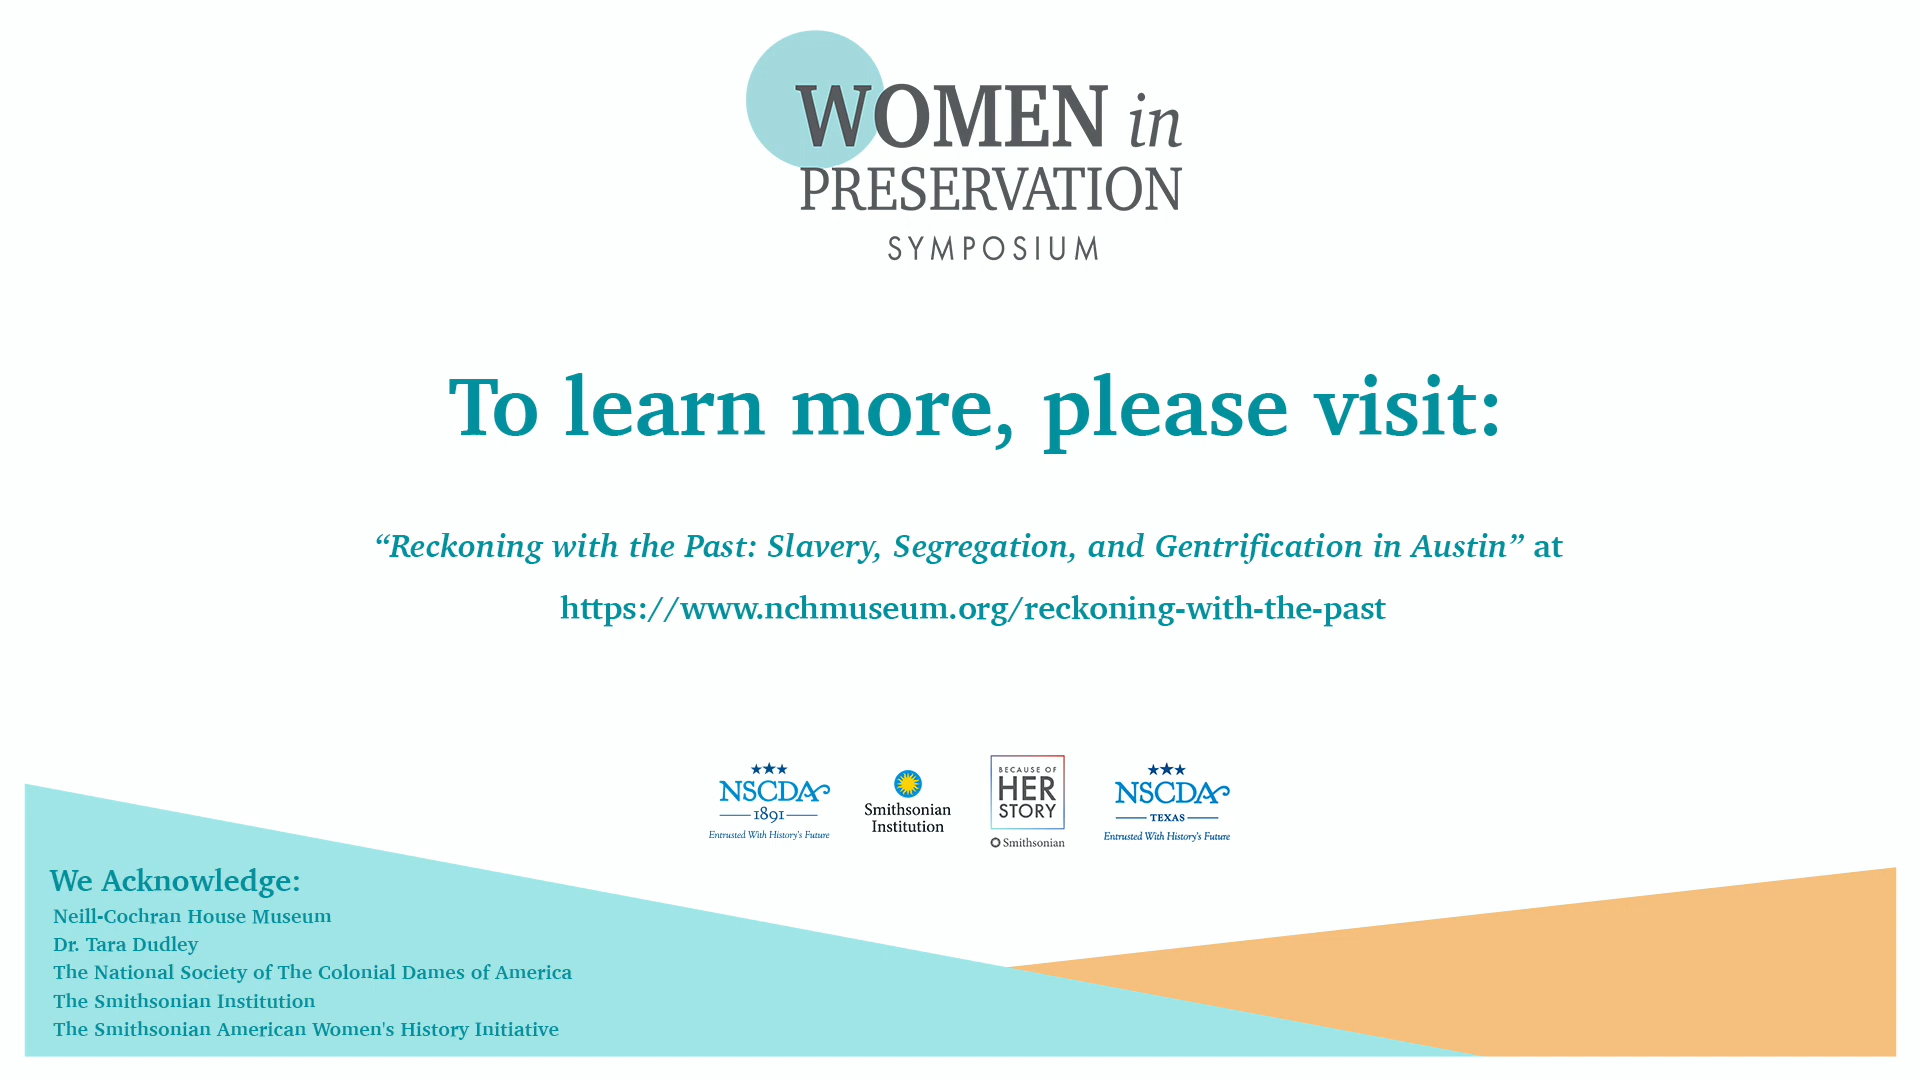 WOMEN in
PRESERVATION
SYMPOSIUM
To learn more, please visit:
“Reckoning with the Past: Slavery, Segregation, and Gentrification in Austin” at
https://www.nchmuseum.org/reckoning-with-the-past
NSCDA
1891
Entrusted With History's Future
Smithsonian
Institution
BECAUSE OF
HER
STORY
Smithsonian
NSCDA
TEXAS
Entrusted With History's Future
We Acknowledge:
Neill-Cochran House Museum
Dr. Tara Dudley
The National Society of The Colonial Dames of America
The Smithsonian Institution
The Smithsonian American Women's History Initiative